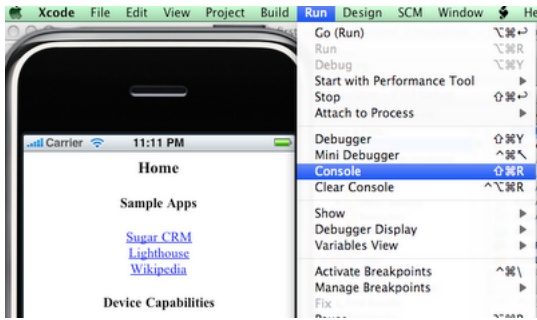 Xcode File Edit View Project Build Run Design SCM Window He
Go (Run) ⌥⌘↩
Run ⌥⌘R
Debug ⌥⌘Y
Start with Performance Tool ▶
Stop ⇧⌘↩
Attach to Process ▶
Debugger ⇧⌘Y
Mini Debugger ^⌘↖
Console ⇧⌘R
Clear Console ^⌥⌘R
Show ▶
Debugger Display ▶
Variables View ▶
Activate Breakpoints ^⌘\
Manage Breakpoints ▶
Fix
Carrier 11:11 PM
Home
Sample Apps
Sugar CRM
Lighthouse
Wikipedia
Device Capabilities